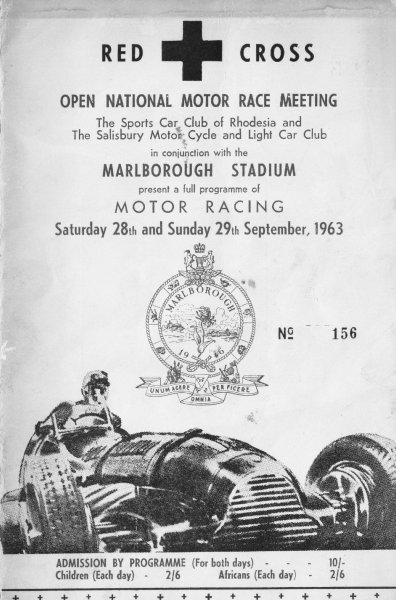 RED CROSS
OPEN NATIONAL MOTOR RACE MEETING
The Sports Car Club of Rhodesia and
The Salisbury Motor Cycle and Light Car Club
in conjunction with the
MARLBOROUGH STADIUM
present a full programme of
MOTOR RACING
Saturday 28th and Sunday 29th September, 1963
MARLBOROUGH
No 156
UNUM AGERE PER FICERE
OMNIA
ADMISSION BY PROGRAMME (For both days) - - - 10/-
Children (Each day) - 2/6 Africans (Each day) - - 2/6